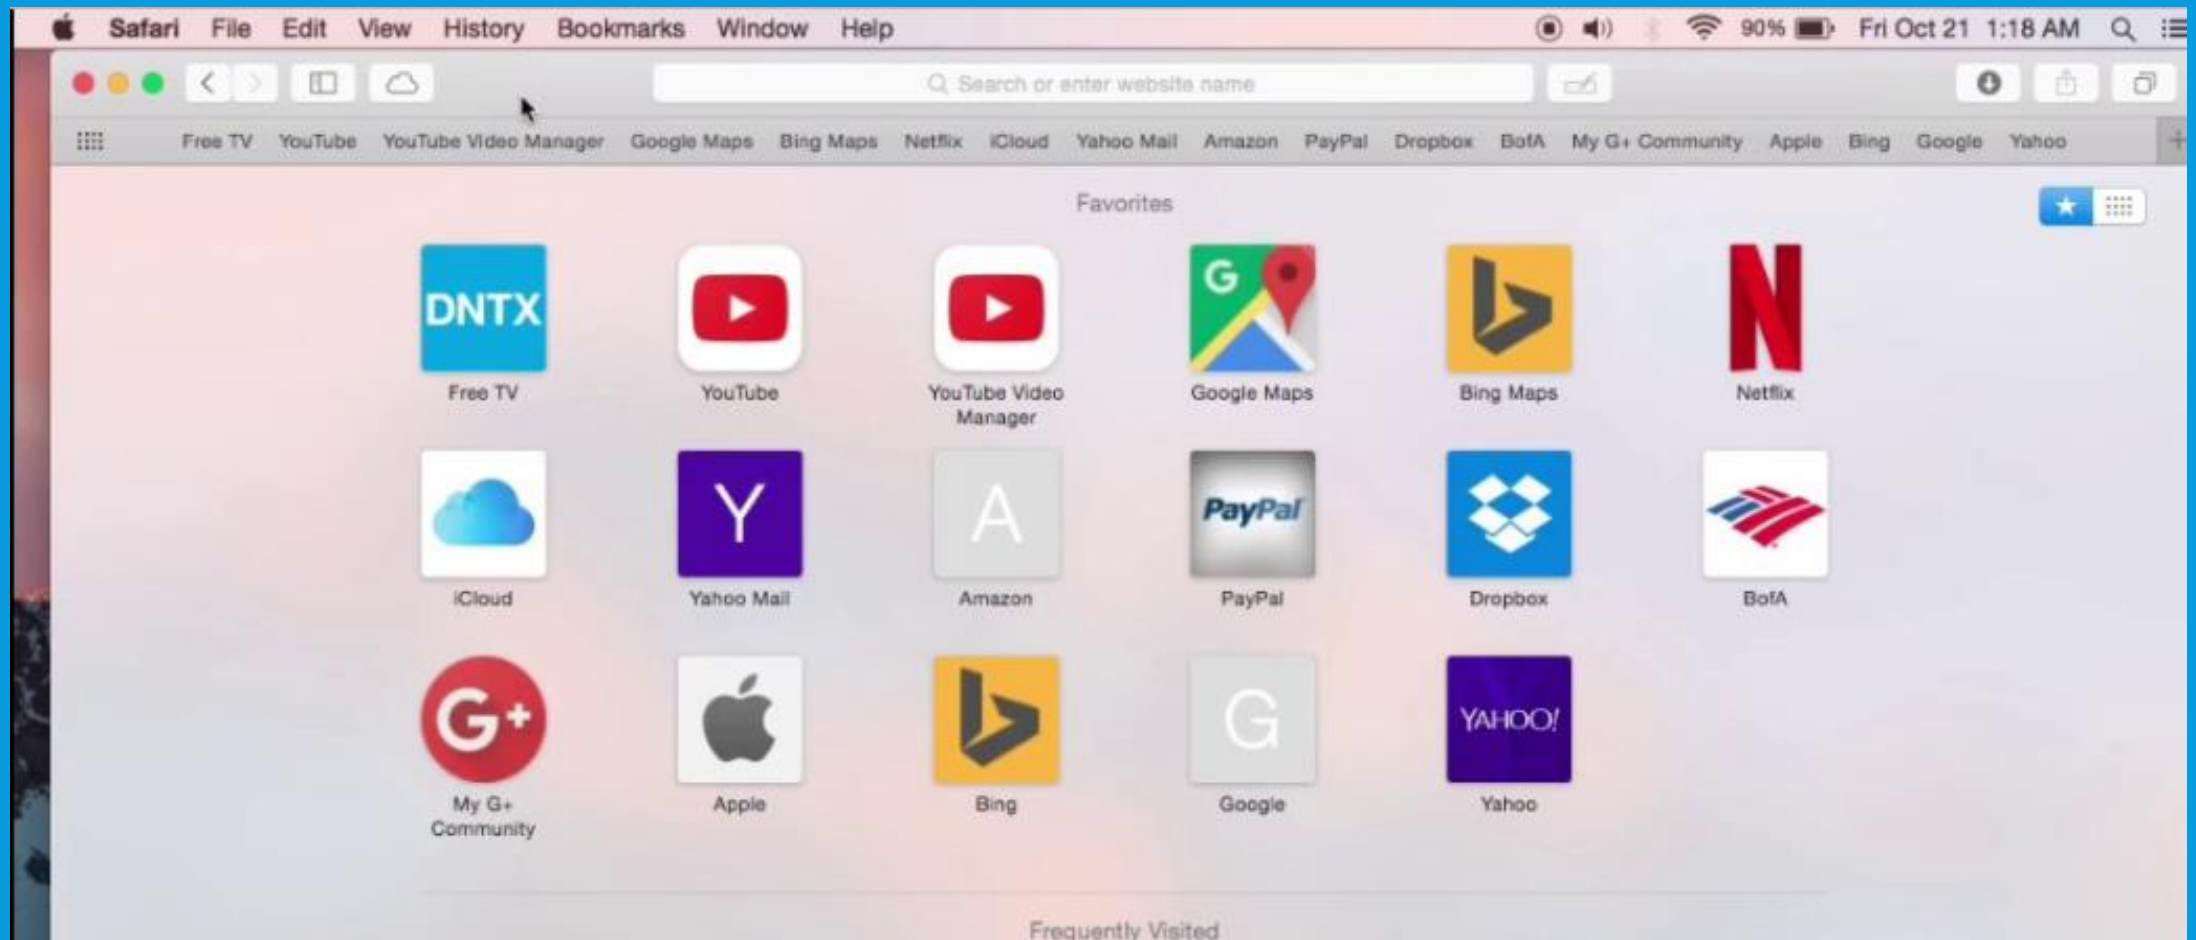 Safari File Edit View History Bookmarks Window Help 90% Fri Oct 21 1:18 AM
Search or enter website name
Free TV YouTube YouTube Video Manager Google Maps Bing Maps Netflix iCloud Yahoo Mail Amazon PayPal Dropbox BofA My G+ Community Apple Bing Google Yahoo
Favorites
DNTX G N
Free TV YouTube YouTube Video Google Maps Bing Maps Netflix
Manager
Y A PayPal
iCloud Yahoo Mail Amazon PayPal Dropbox BofA
G+ G YAHOO!
My G+ Apple Bing Google Yahoo
Community
Frequently Visited